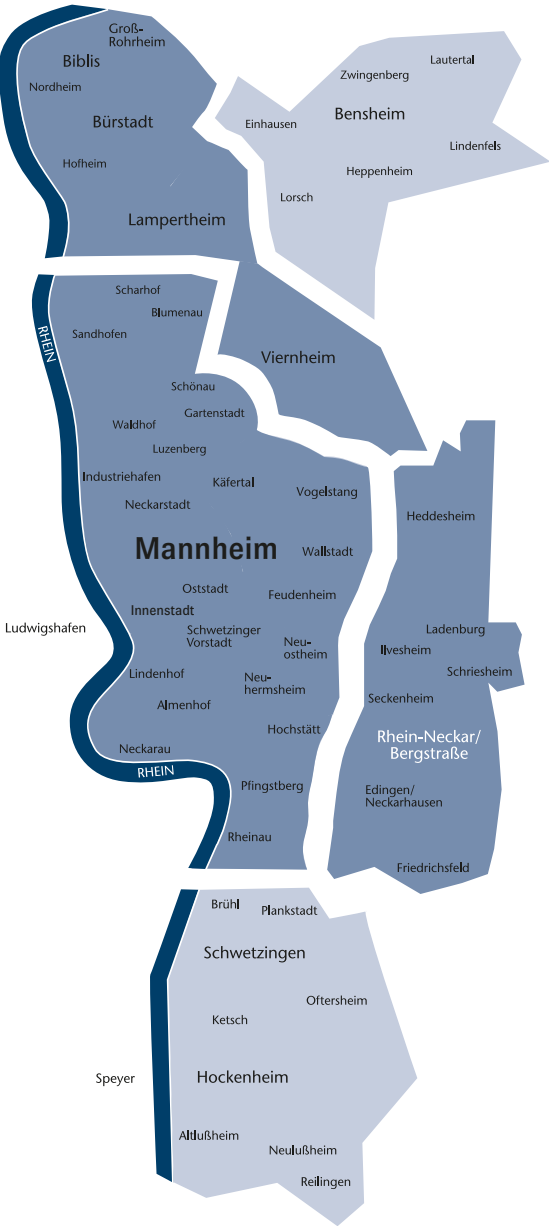 Groß-
Rohrheim
Biblis
Nordheim
Bürstadt
Hofheim
Lampertheim
Lautertal
Zwingenberg
Bensheim
Einhausen
Lindenfels
Heppenheim
Lorsch
Scharhof
Blumenau
RHEIN
Sandhofen
Viernheim
Schönau
Gartenstadt
Waldhof
Luzenberg
Industriehafen
Käfertal
Vogelstang
Neckarstadt
Mannheim
Wallstadt
Oststadt
Feudenheim
Innenstadt
Ludwigshafen
Schwetzinger
Vorstadt
Neu-
ostheim
Lindenhof
Neu-
hermsheim
Almenhof
Hochstätt
Neckarau
RHEIN
Pfingstberg
Rheinau
Heddesheim
Ladenburg
Ilvesheim
Schriesheim
Seckenheim
Rhein-Neckar/
Bergstraße
Edingen/
Neckarhausen
Friedrichsfeld
Brühl
Plankstadt
Schwetzingen
Oftersheim
Ketsch
Speyer
Hockenheim
Altlußheim
Neulußheim
Reilingen